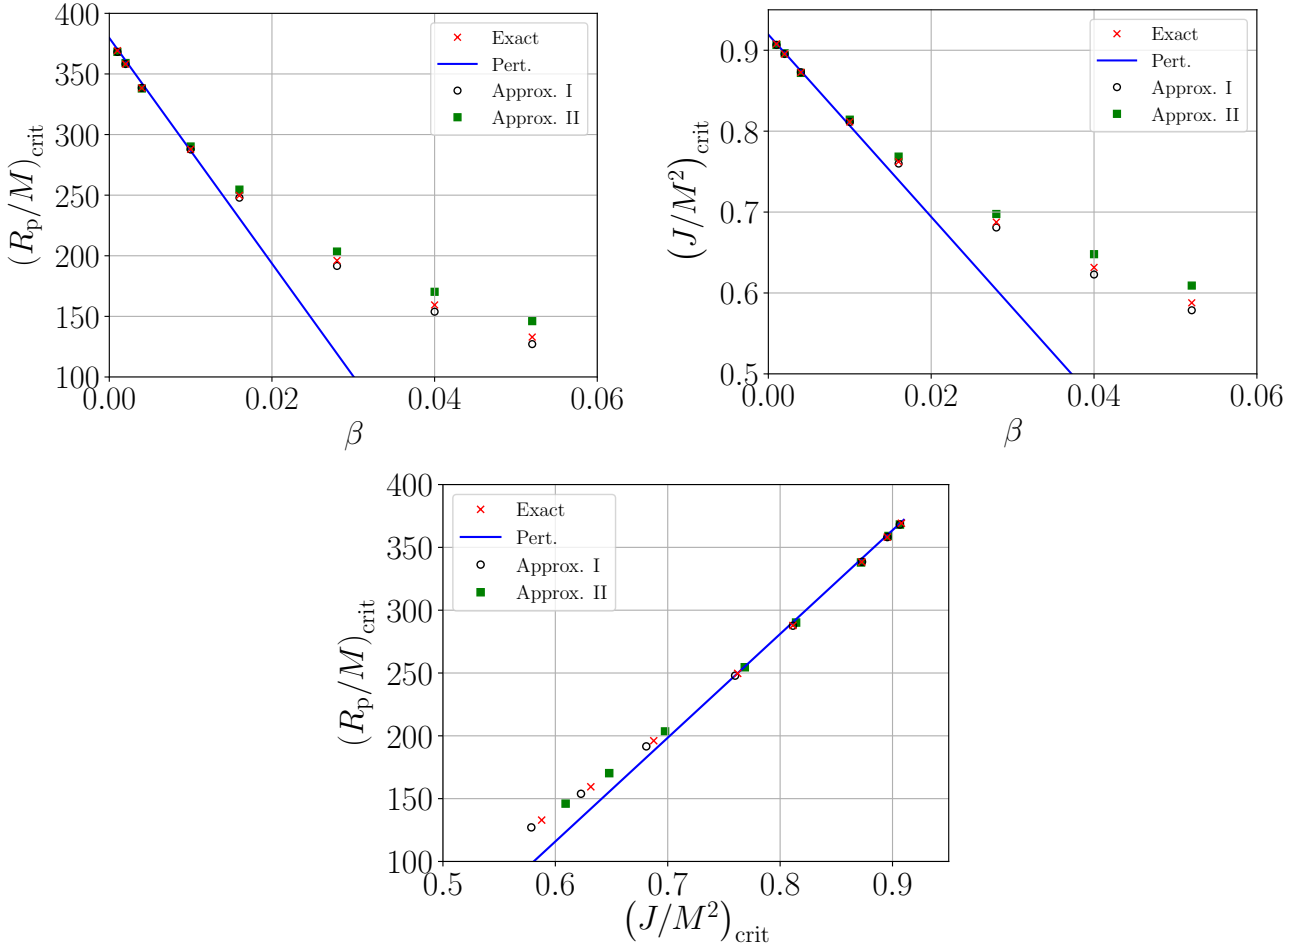 400
350
300
250
200
150
100
0.00
0.02
0.04
0.06
(R_p/M)_crit
β
Exact
Pert.
Approx. I
Approx. II
0.9
0.8
0.7
0.6
0.5
0.00
0.02
0.04
0.06
(J/M²)_crit
β
Exact
Pert.
Approx. I
Approx. II
400
350
300
250
200
150
100
0.5
0.6
0.7
0.8
0.9
(R_p/M)_crit
(J/M²)_crit
Exact
Pert.
Approx. I
Approx. II